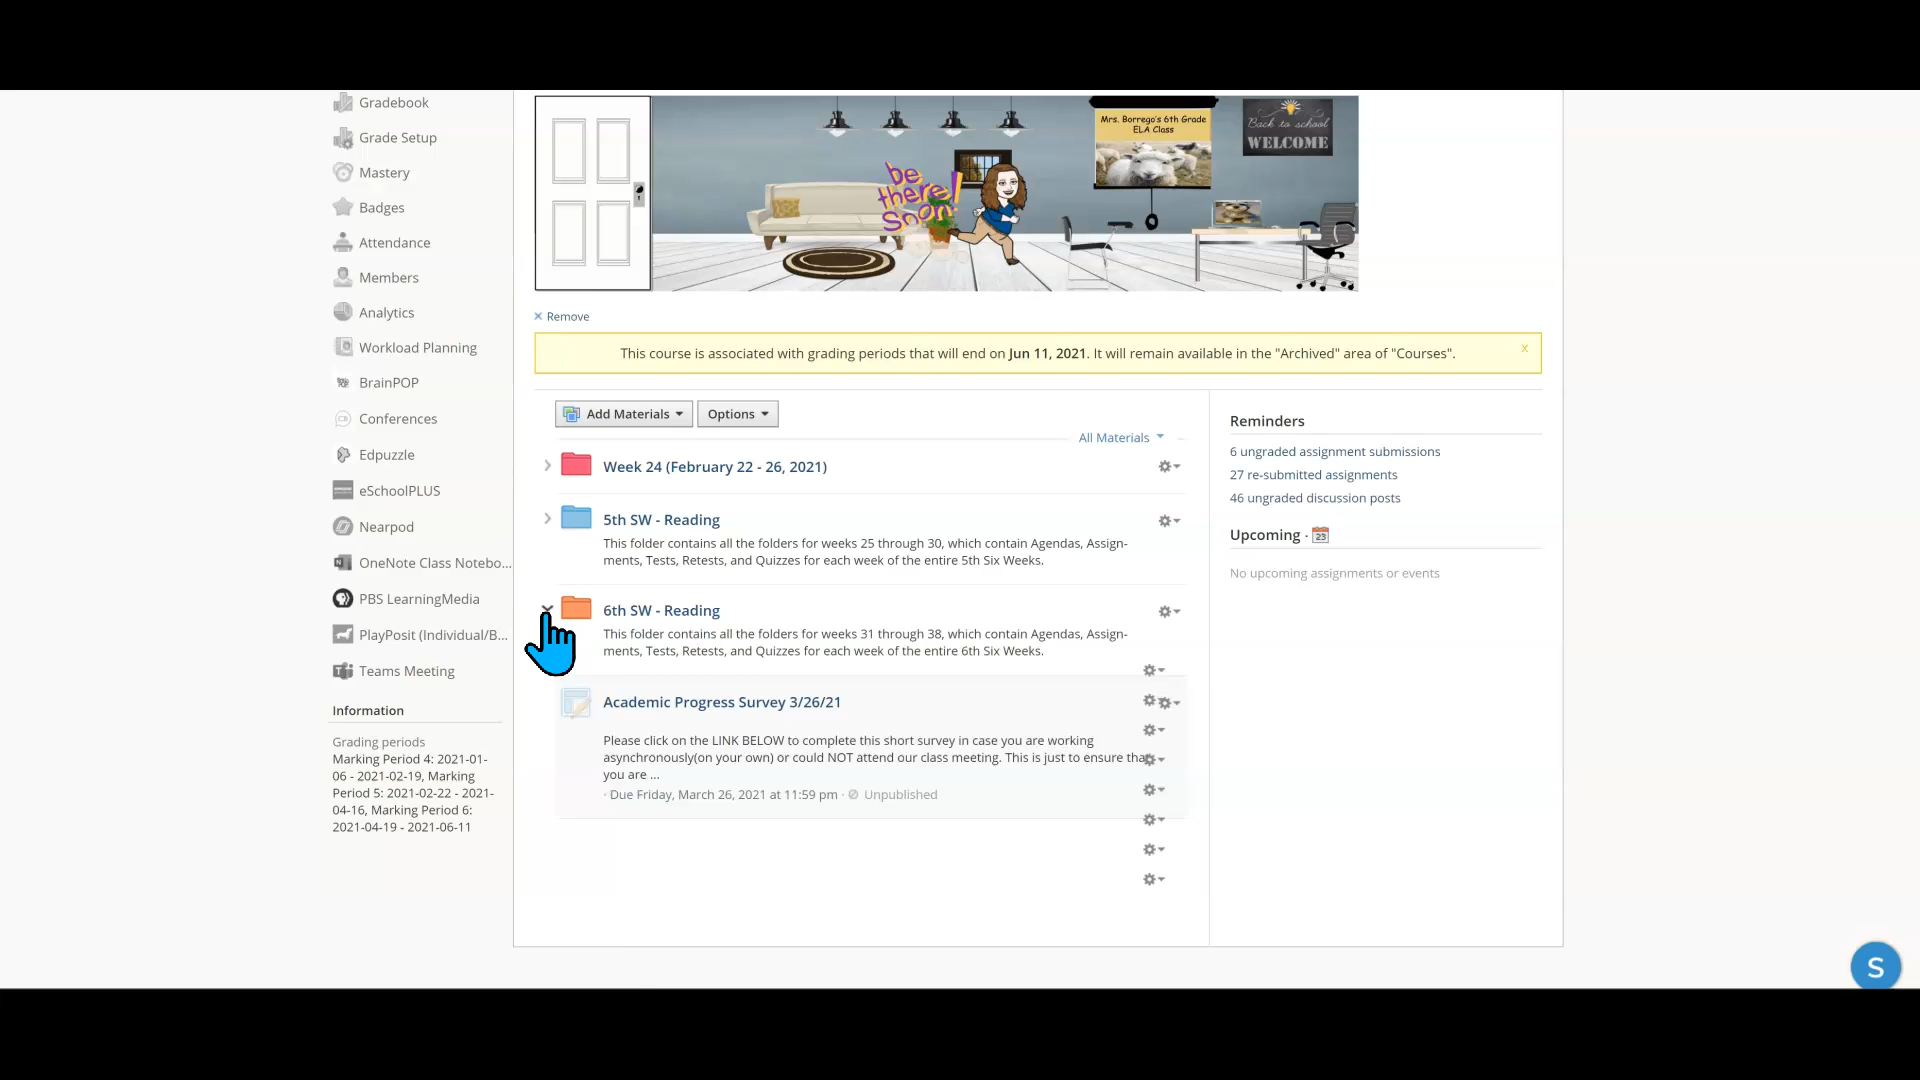 Gradebook
Grade Setup
Mastery
Badges
Attendance
Members
Analytics
Workload Planning
BrainPOP
Conferences
Edpuzzle
eSchoolPLUS
Nearpod
OneNote Class Notebo...
PBS LearningMedia
PlayPosit (Individual/B...
Teams Meeting
Information
Grading periods
Marking Period 4: 2021-01-
06 - 2021-02-19, Marking
Period 5: 2021-02-22 - 2021-
04-16, Marking Period 6:
2021-04-19 - 2021-06-11
be
there
soon!
Mrs. Borrego's 6th Grade
ELA Class
Back to school
WELCOME
× Remove
This course is associated with grading periods that will end on Jun 11, 2021. It will remain available in the "Archived" area of "Courses".
x
Add Materials
Options
All Materials
Week 24 (February 22 - 26, 2021)
5th SW - Reading
This folder contains all the folders for weeks 25 through 30, which contain Agendas, Assign-
ments, Tests, Retests, and Quizzes for each week of the entire 5th Six Weeks.
6th SW - Reading
This folder contains all the folders for weeks 31 through 38, which contain Agendas, Assign-
ments, Tests, Retests, and Quizzes for each week of the entire 6th Six Weeks.
Academic Progress Survey 3/26/21
Please click on the LINK BELOW to complete this short survey in case you are working
asynchronously(on your own) or could NOT attend our class meeting. This is just to ensure tha
you are ...
· Due Friday, March 26, 2021 at 11:59 pm · Unpublished
Reminders
6 ungraded assignment submissions
27 re-submitted assignments
46 ungraded discussion posts
Upcoming · 23
No upcoming assignments or events
S